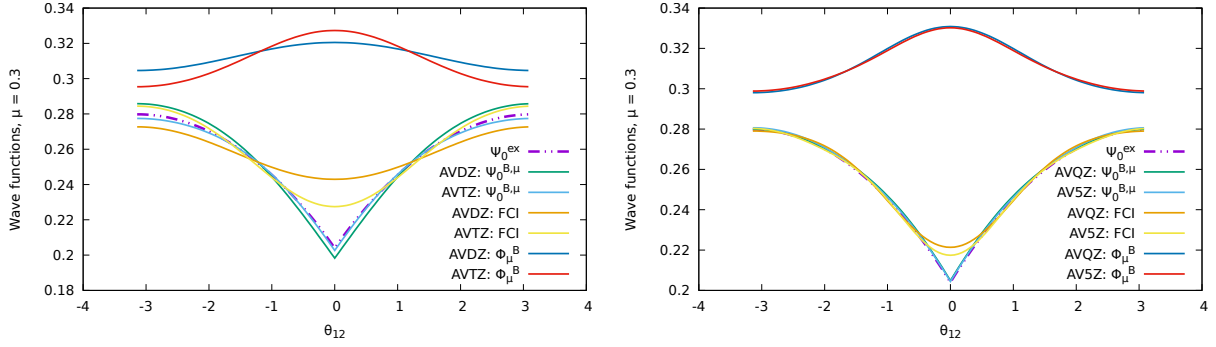 Wave functions, μ = 0.3
0.34
0.32
0.3
0.28
0.26
0.24
0.22
0.2
0.18
-4 -3 -2 -1 0 1 2 3 4
θ₁₂
Ψ₀ᵉˣ
AVDZ: Ψ₀ᴮ,ᵘ
AVTZ: Ψ₀ᴮ,ᵘ
AVDZ: FCI
AVTZ: FCI
AVDZ: Φμᴮ
AVTZ: Φμᴮ
Wave functions, μ = 0.3
0.34
0.32
0.3
0.28
0.26
0.24
0.22
0.2
-4 -3 -2 -1 0 1 2 3 4
θ₁₂
Ψ₀ᵉˣ
AVQZ: Ψ₀ᴮ,ᵘ
AV5Z: Ψ₀ᴮ,ᵘ
AVQZ: FCI
AV5Z: FCI
AVQZ: Φμᴮ
AV5Z: Φμᴮ